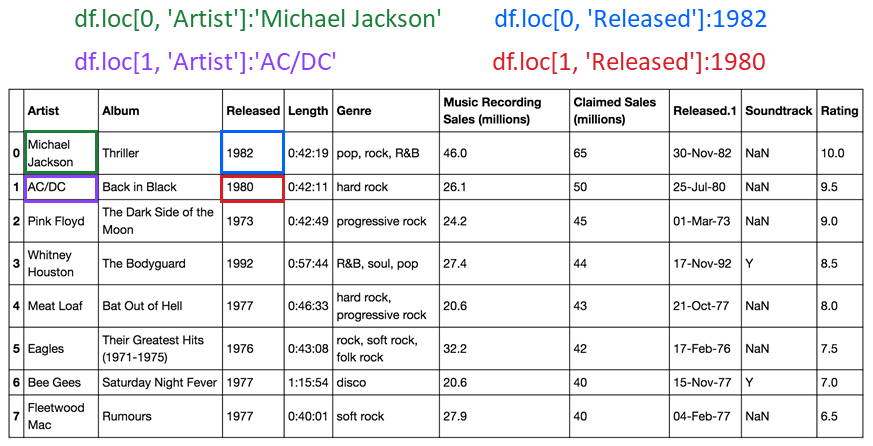 df.loc[0, 'Artist']:'Michael Jackson' df.loc[0, 'Released']:1982
df.loc[1, 'Artist']:'AC/DC' df.loc[1, 'Released']:1980
Artist Album Released Length Genre Music Recording Sales (millions) Claimed Sales (millions) Released.1 Soundtrack Rating
0 Michael Jackson Thriller 1982 0:42:19 pop, rock, R&B 46.0 65 30-Nov-82 NaN 10.0
1 AC/DC Back in Black 1980 0:42:11 hard rock 26.1 50 25-Jul-80 NaN 9.5
2 Pink Floyd The Dark Side of the Moon 1973 0:42:49 progressive rock 24.2 45 01-Mar-73 NaN 9.0
3 Whitney Houston The Bodyguard 1992 0:57:44 R&B, soul, pop 27.4 44 17-Nov-92 Y 8.5
4 Meat Loaf Bat Out of Hell 1977 0:46:33 hard rock, progressive rock 20.6 43 21-Oct-77 NaN 8.0
5 Eagles Their Greatest Hits (1971-1975) 1976 0:43:08 rock, soft rock, folk rock 32.2 42 17-Feb-76 NaN 7.5
6 Bee Gees Saturday Night Fever 1977 1:15:54 disco 20.6 40 15-Nov-77 Y 7.0
7 Fleetwood Mac Rumours 1977 0:40:01 soft rock 27.9 40 04-Feb-77 NaN 6.5